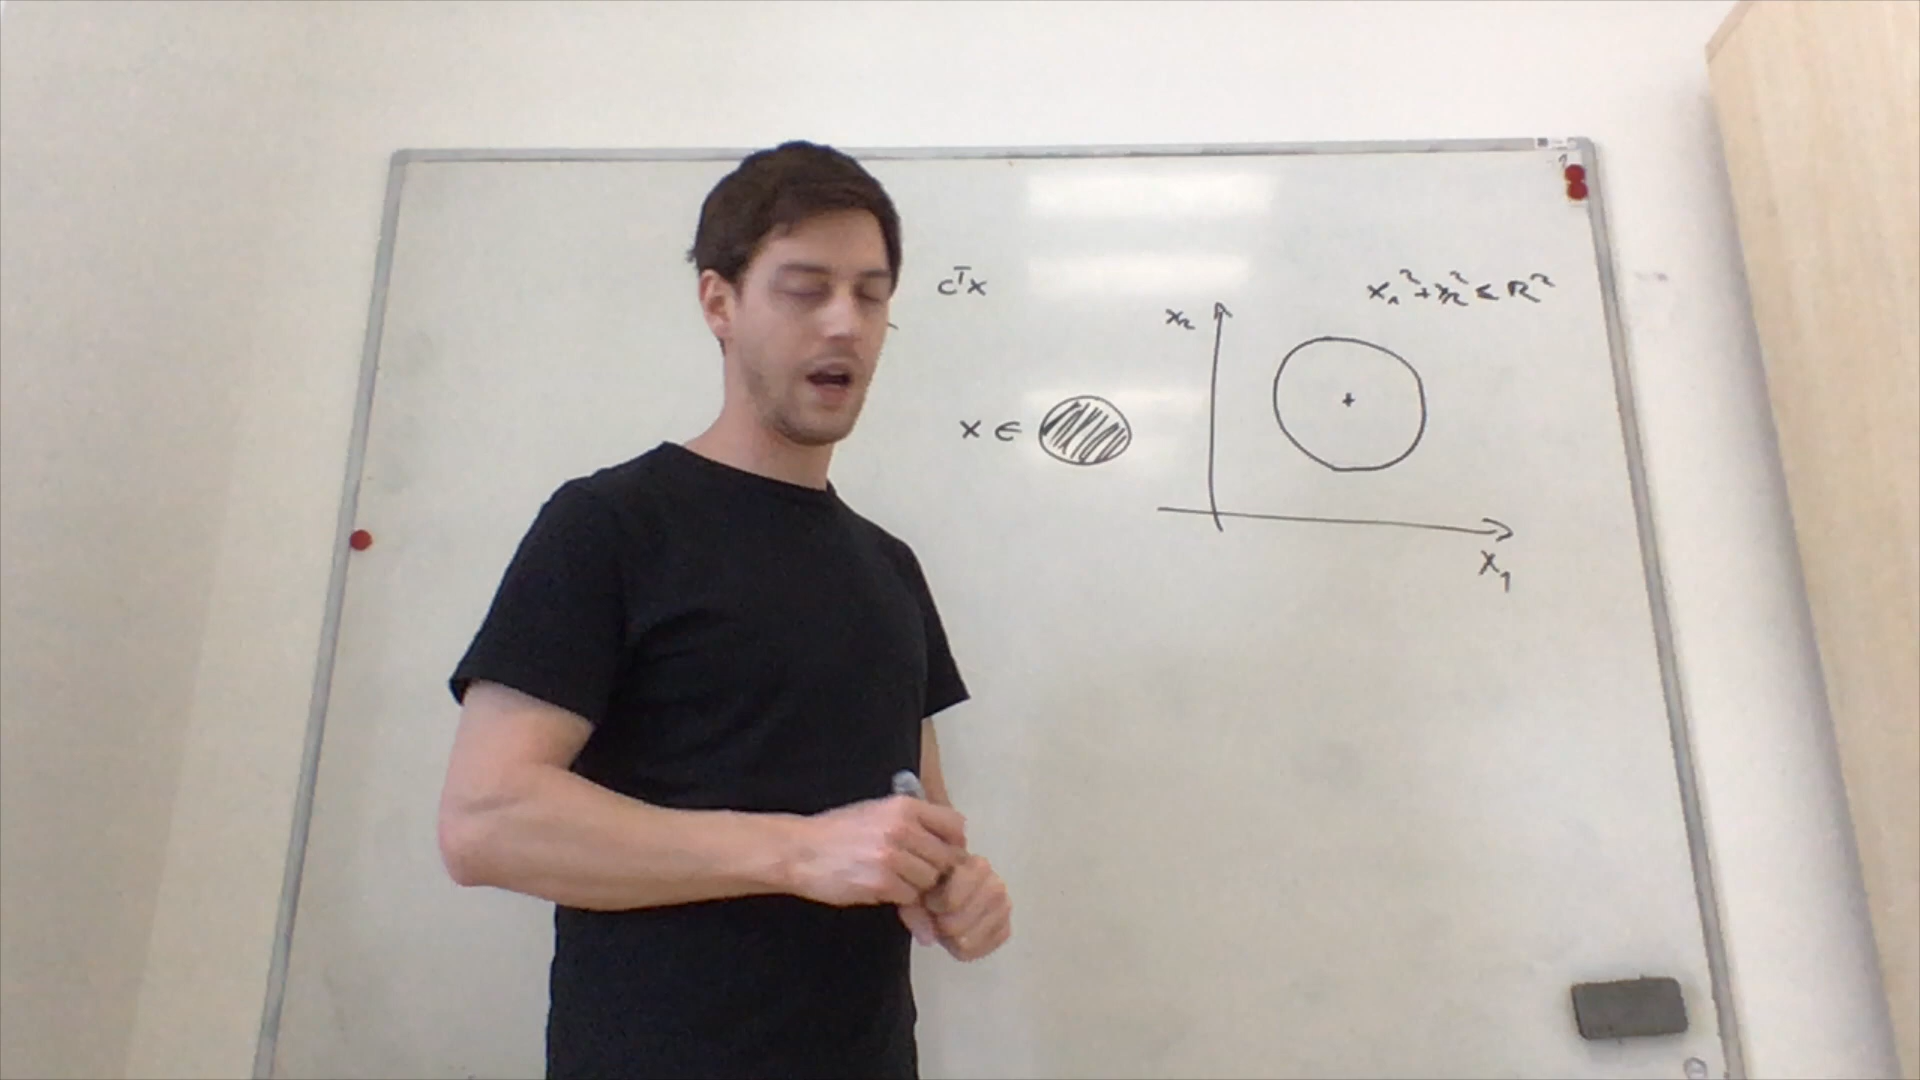 cᵀx
x₁² + x₂² ≤ R²
x₂
x ∈
x₁